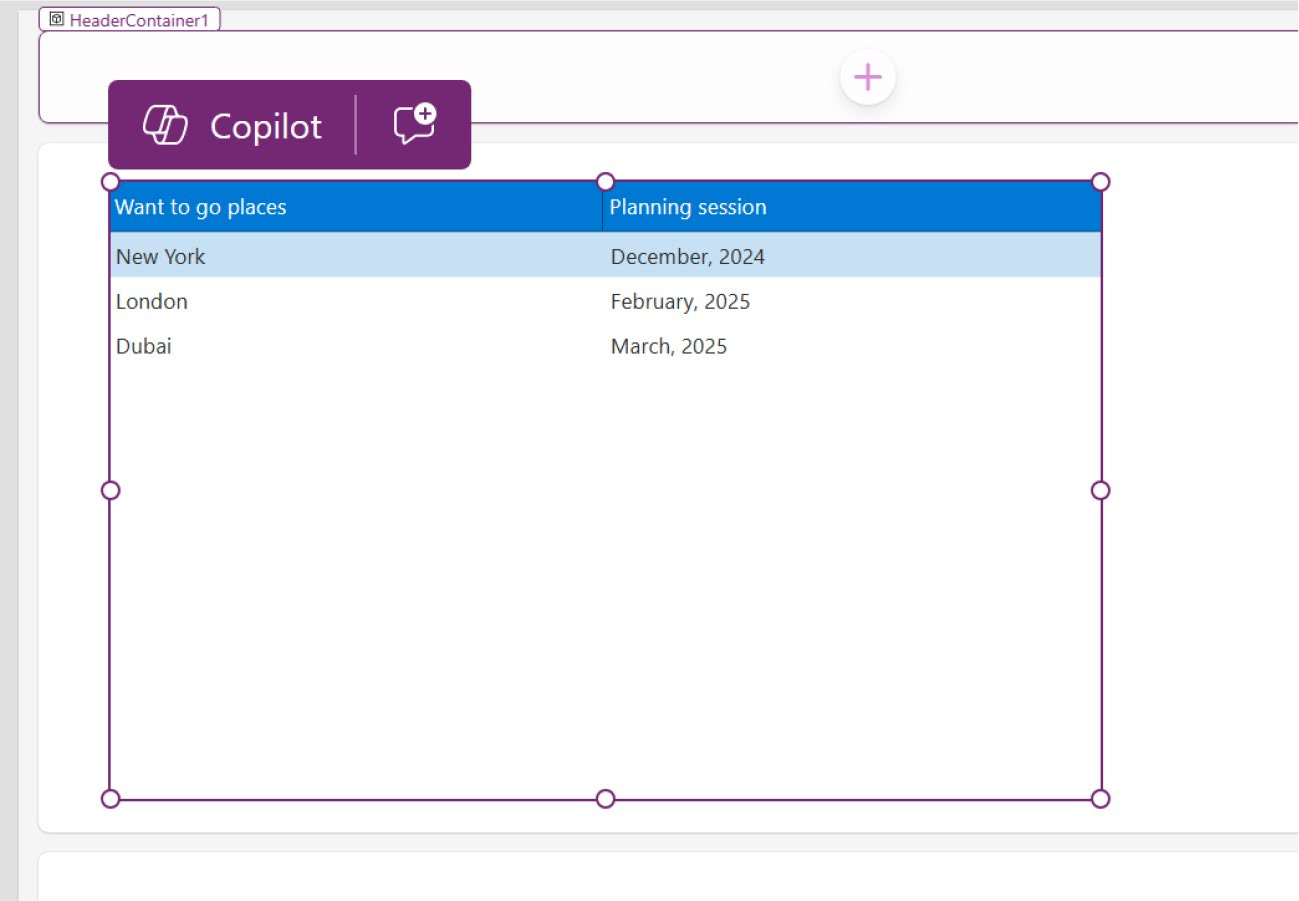 HeaderContainer1
Copilot
Want to go places Planning session
New York December, 2024
London February, 2025
Dubai March, 2025